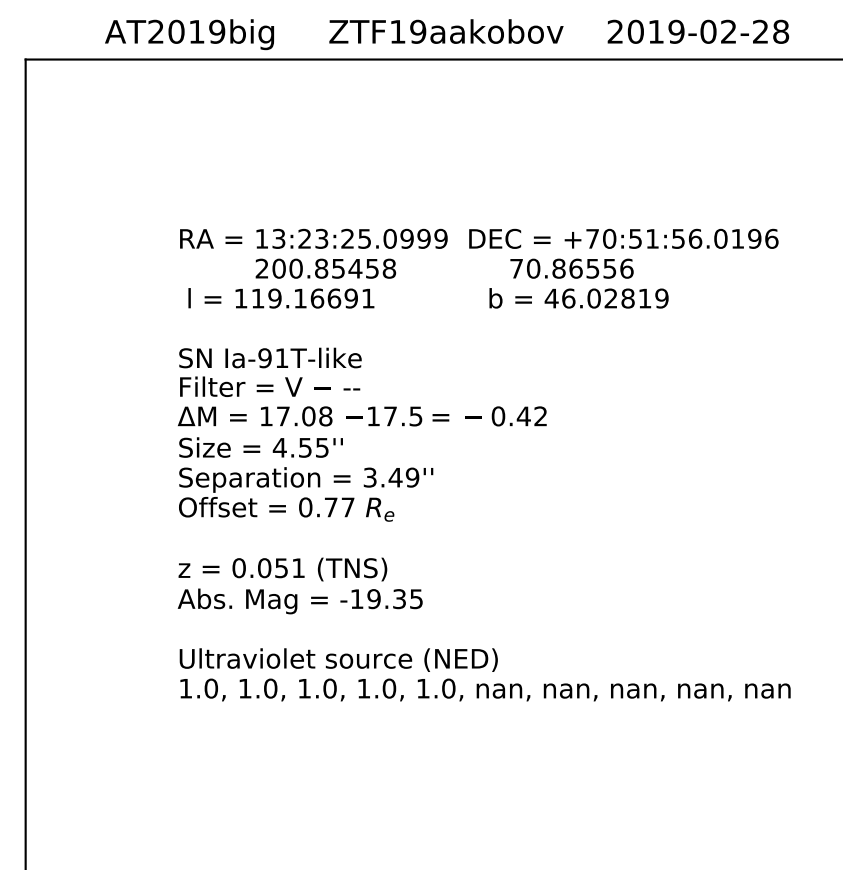 AT2019big ZTF19aakobov 2019-02-28
RA = 13:23:25.0999 DEC = +70:51:56.0196
200.85458 70.86556
l = 119.16691 b = 46.02819
SN Ia-91T-like
Filter = V − --
ΔM = 17.08 −17.5 = − 0.42
Size = 4.55''
Separation = 3.49''
Offset = 0.77 Rₑ
z = 0.051 (TNS)
Abs. Mag = -19.35
Ultraviolet source (NED)
1.0, 1.0, 1.0, 1.0, 1.0, nan, nan, nan, nan, nan